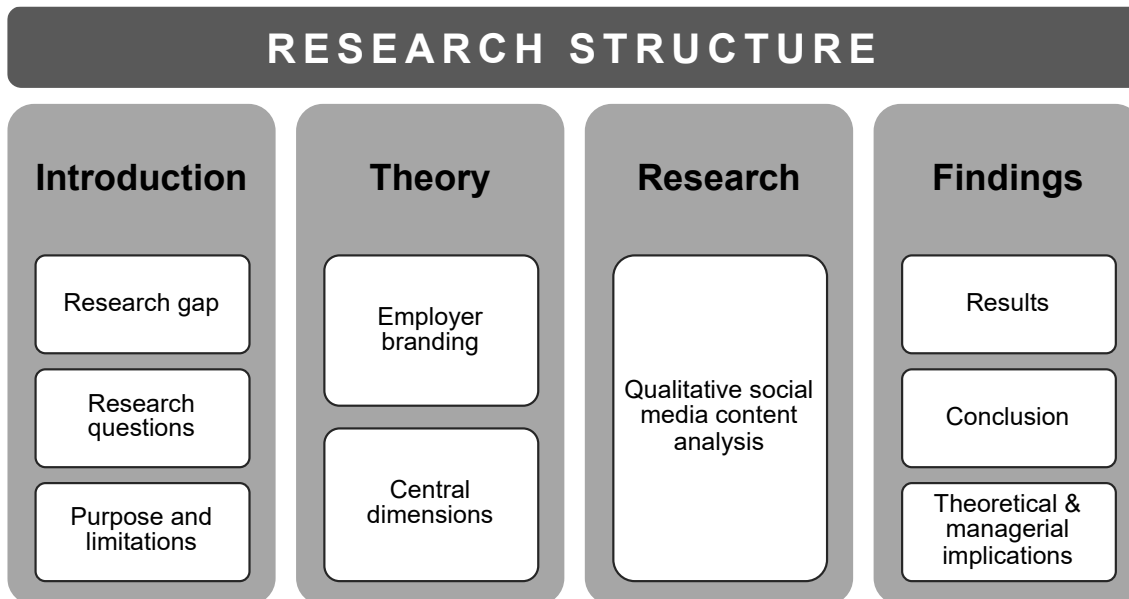 RESEARCH STRUCTURE
Introduction
Research gap
Research
questions
Purpose and
limitations
Theory
Employer
branding
Central
dimensions
Research
Qualitative social
media content
analysis
Findings
Results
Conclusion
Theoretical &
managerial
implications